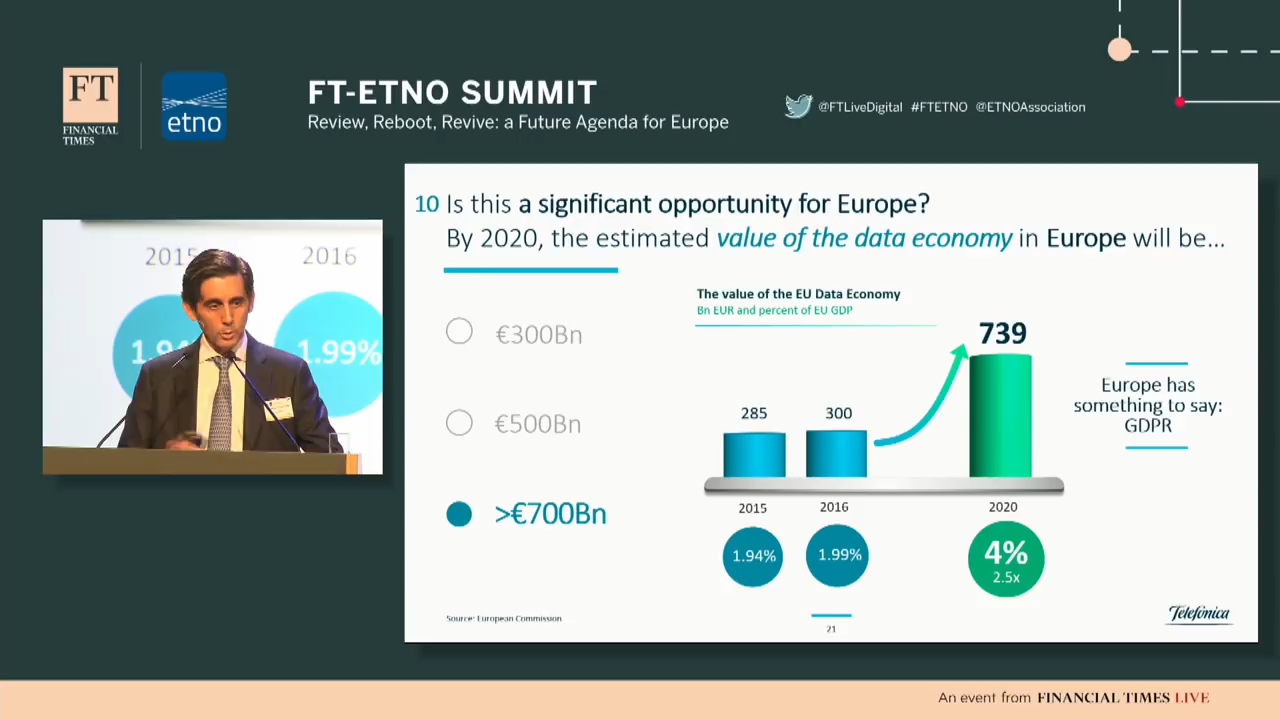 FT
FINANCIAL
TIMES
etno
FT-ETNO SUMMIT
Review, Reboot, Revive: a Future Agenda for Europe
@FTLiveDigital #FTETNO @ETNOAssociation
2015
2016
1.94
1.99%
10 Is this a significant opportunity for Europe?
By 2020, the estimated value of the data economy in Europe will be...
€300Bn
€500Bn
>€700Bn
The value of the EU Data Economy
Bn EUR and percent of EU GDP
285
300
739
2015
2016
2020
1.94%
1.99%
4%
2.5x
Europe has
something to say:
GDPR
Source: European Commission
21
Telefónica
An event from FINANCIAL TIMES LIVE